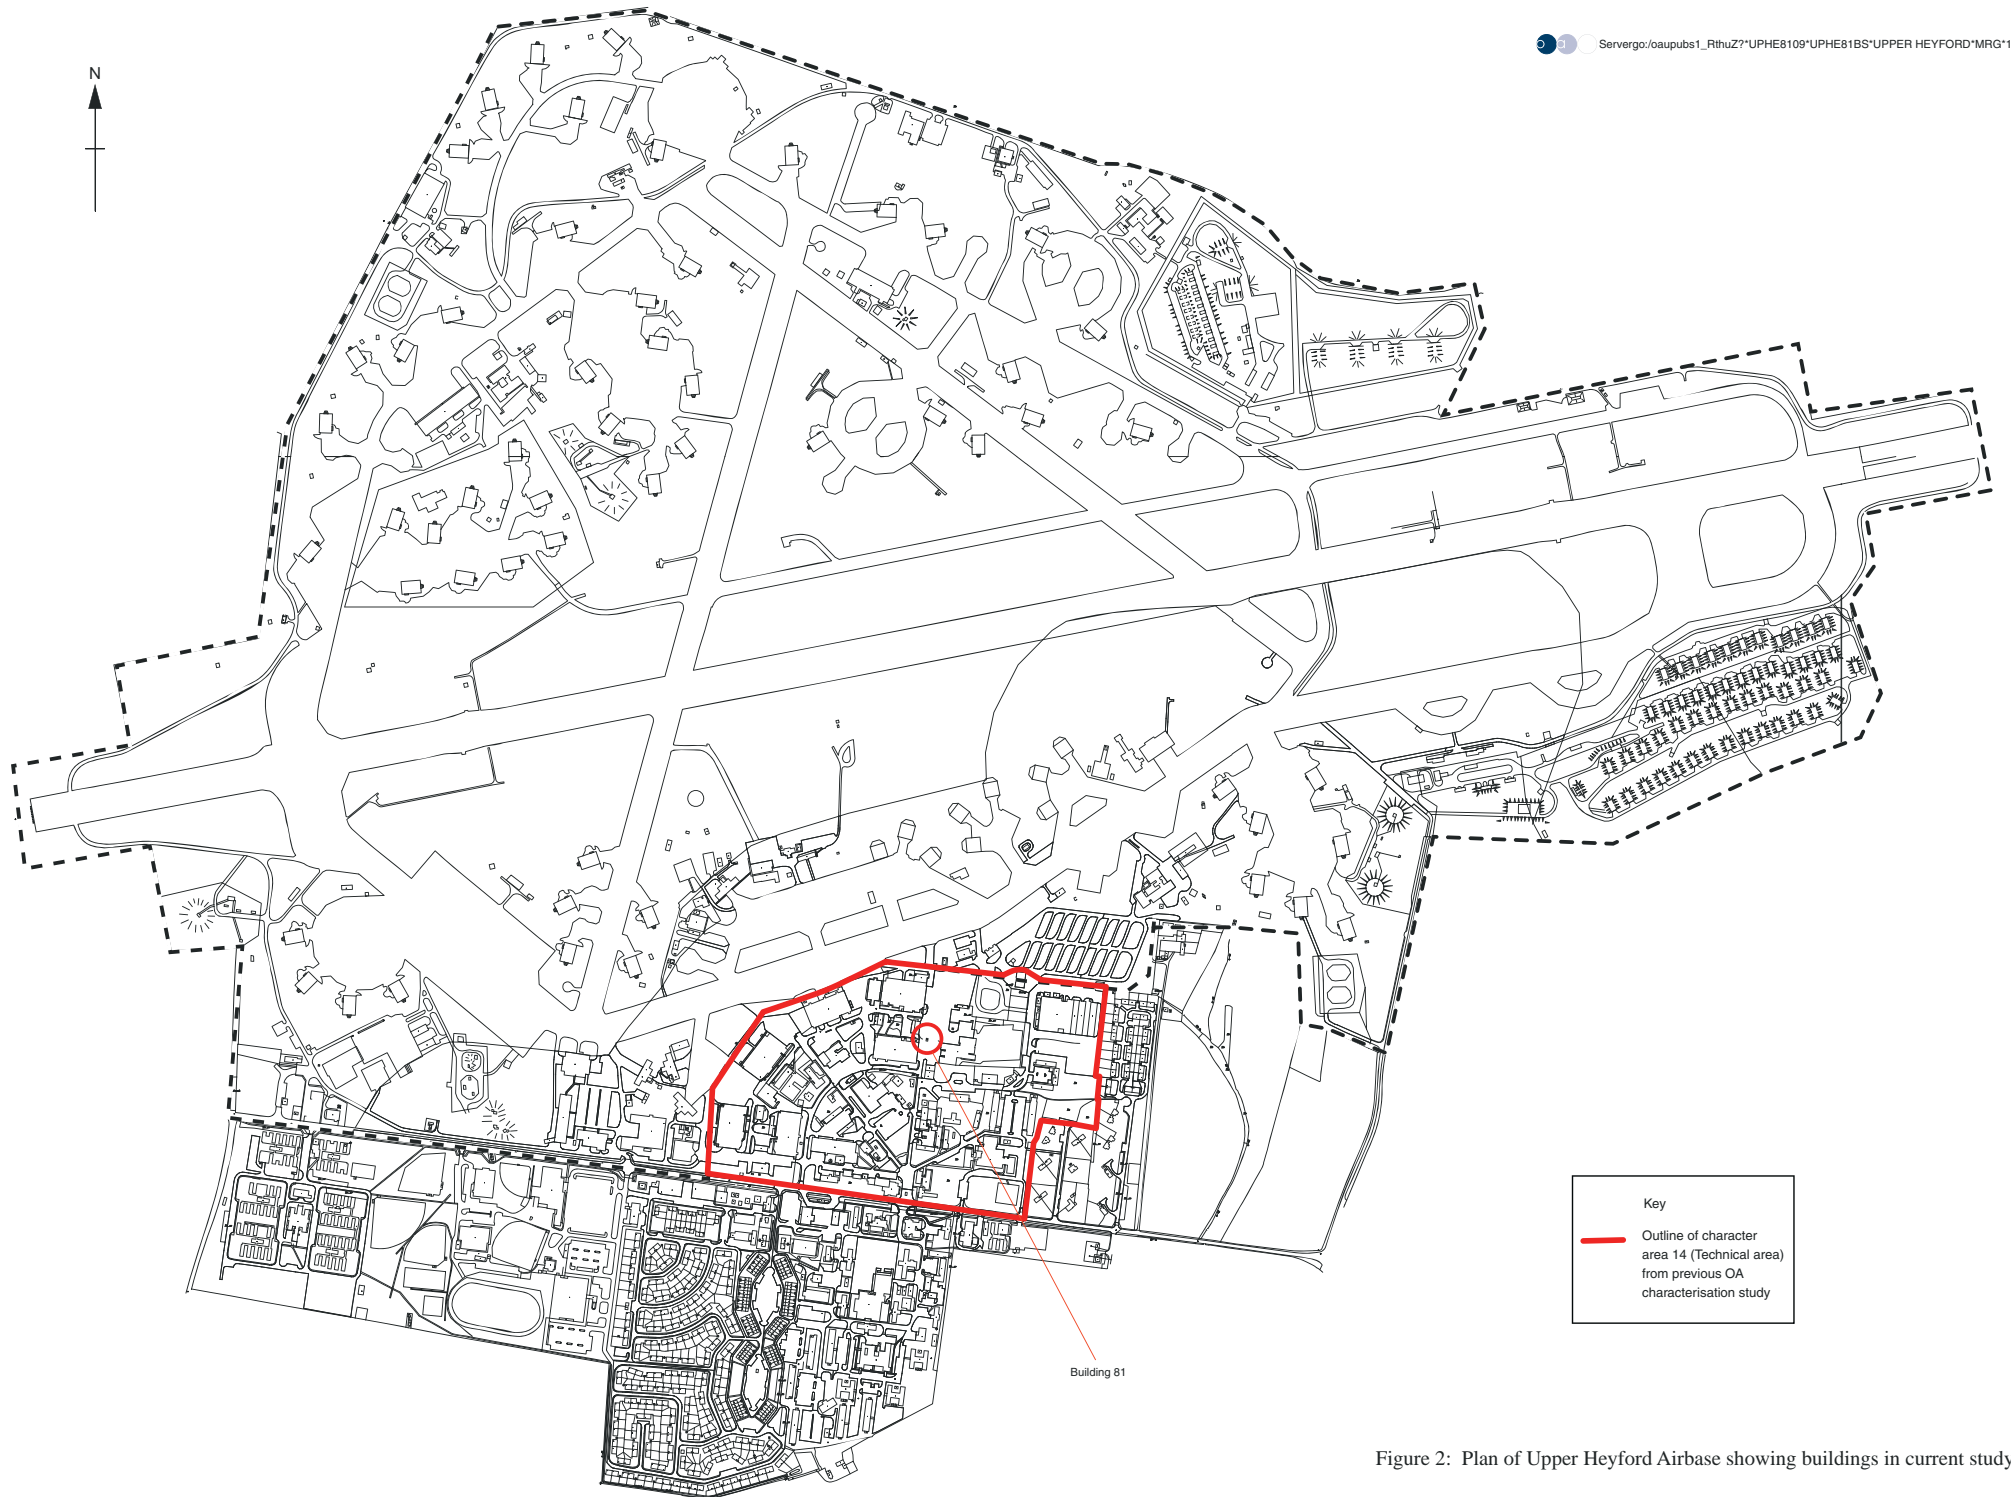 Servergo:/oaupubs1_RthuZ?*UPHE8109*UPHE81BS*UPPER HEYFORD*MRG*1
N
Key
Outline of character
area 14 (Technical area)
from previous OA
characterisation study
Building 81
Figure 2:  Plan of Upper Heyford Airbase showing buildings in current study